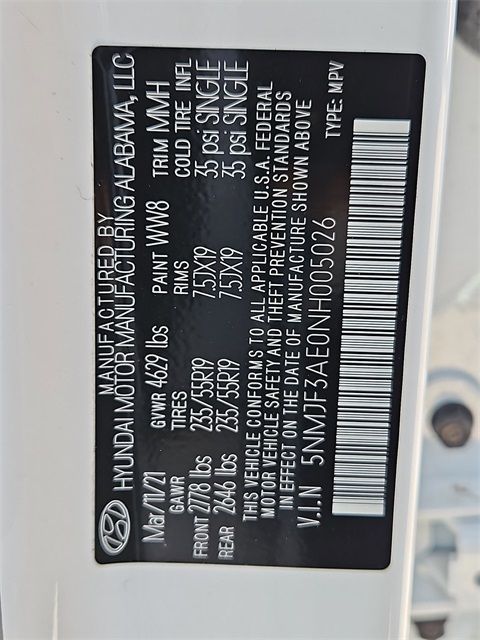 MANUFACTURED BY
HYUNDAI MOTOR MANUFACTURING ALABAMA, LLC
Mar/11/21 GVWR 4629 lbs PAINT WW8 TRIM MMH
GAWR TIRES RMS COLD TIRE INFL
FRONT 2778 lbs 235/55R19 7.5JX19 35 psi SINGLE
REAR 2646 lbs 235/55R19 7.5JX19 35 psi SINGLE
THIS VEHICLE CONFORMS TO ALL APPLICABLE U.S.A. FEDERAL
MOTOR VEHICLE SAFETY AND THEFT PREVENTION STANDARDS
IN EFFECT ON THE DATE OF MANUFACTURE SHOWN ABOVE
V.I.N 5NMJF3AE0NH005026 TYPE: MPV